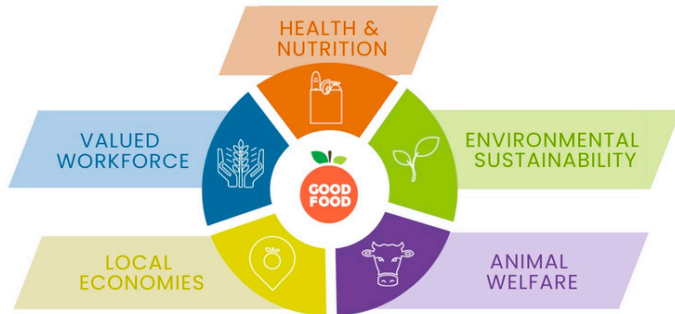 HEALTH &
NUTRITION
VALUED
WORKFORCE
ENVIRONMENTAL
SUSTAINABILITY
GOOD
FOOD
LOCAL
ECONOMIES
ANIMAL
WELFARE